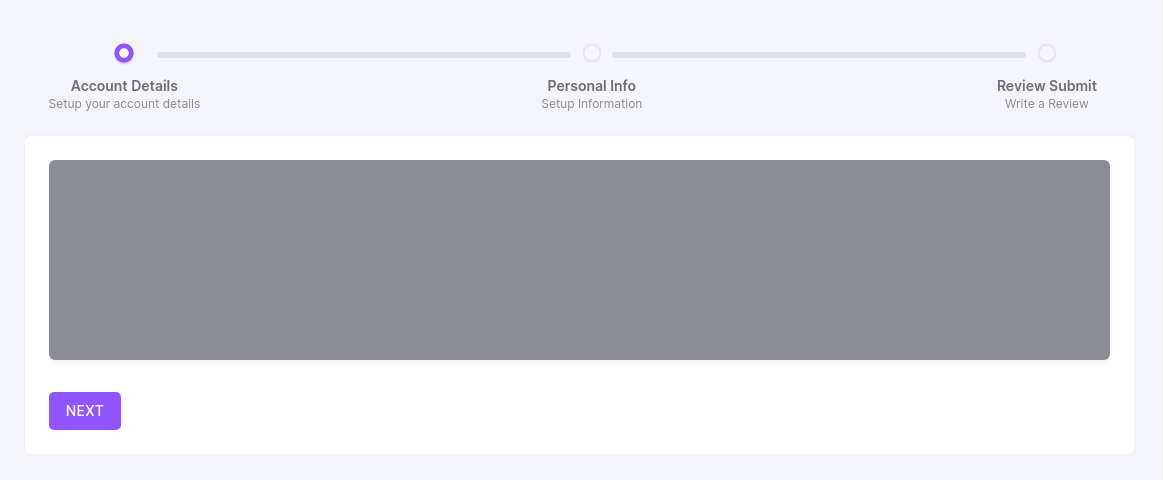 Account Details
Setup your account details
Personal Info
Setup Information
Review Submit
Write a Review
NEXT